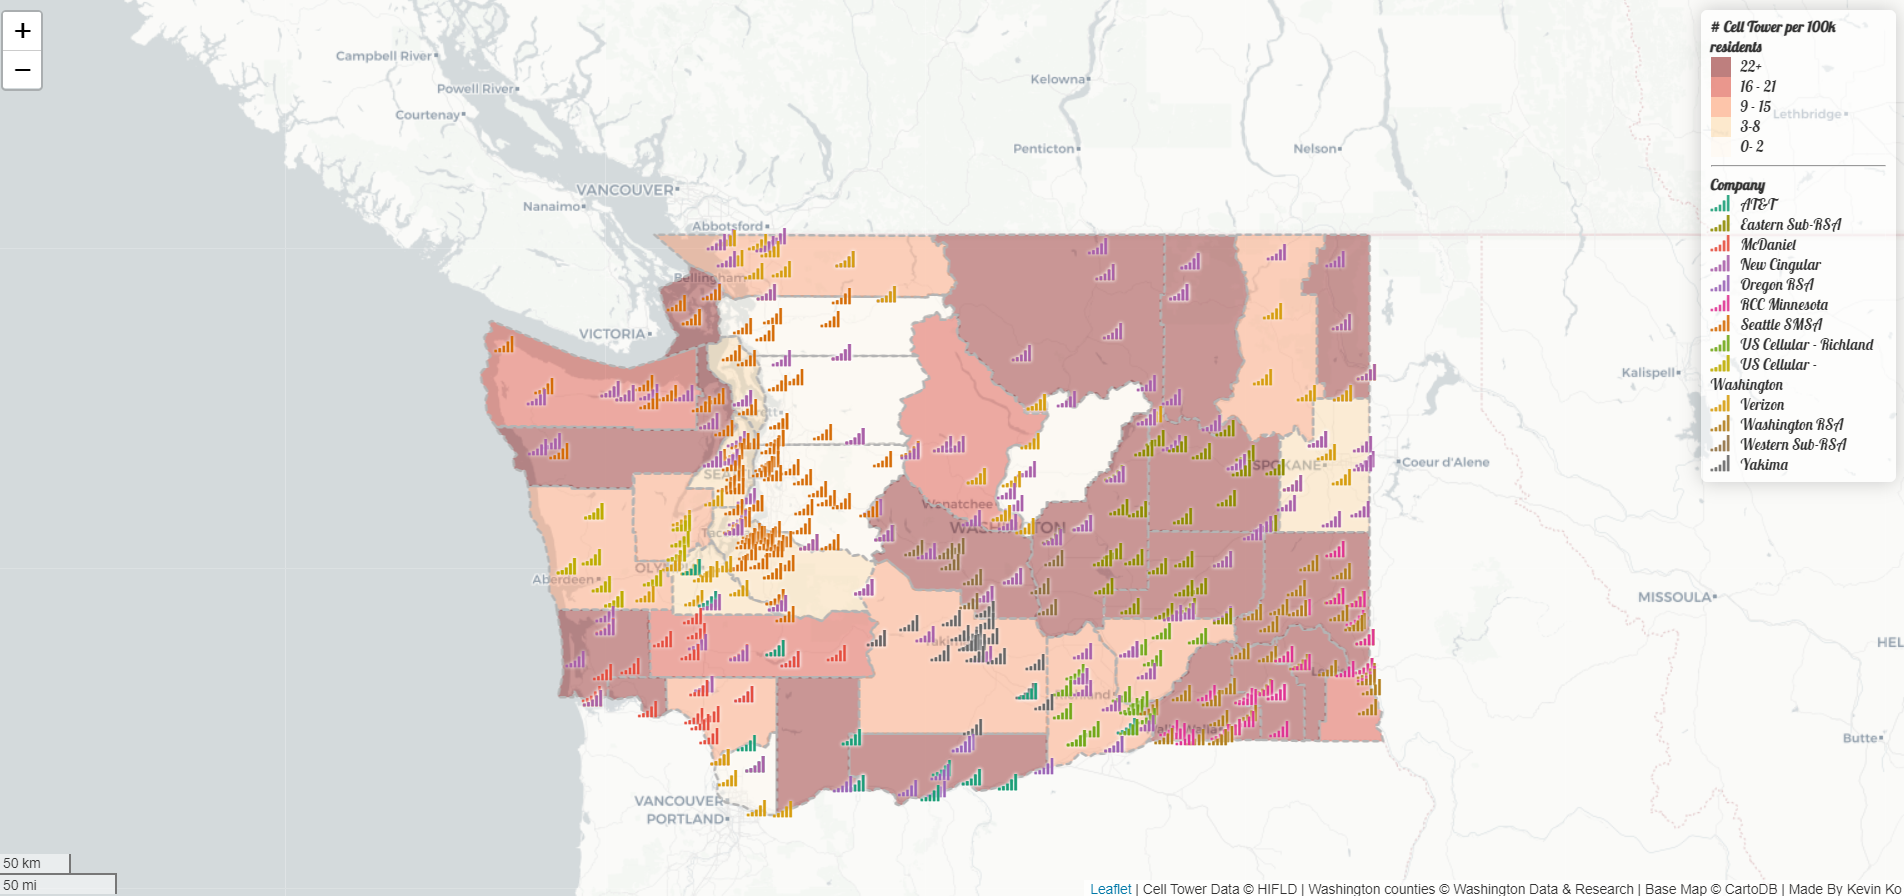 +
−
Campbell River
Powell River
Courtenay
Kelowna
Penticton
Nelson
Lethbridge
VANCOUVER
Nanaimo
Abbotsford
Bellingham
VICTORIA
Kalispell
SPOKANE
Coeur d'Alene
Wenatchee
WASHINGTON
Aberdeen
MISSOULA
HEL
Butte
VANCOUVER
PORTLAND
# Cell Tower per 100k
residents
22+
16 - 21
9 - 15
3-8
0- 2
Company
AT&T
Eastern Sub-RSA
McDaniel
New Cingular
Oregon RSA
RCC Minnesota
Seattle SMSA
US Cellular - Richland
US Cellular -
Washington
Verizon
Washington RSA
Western Sub-RSA
Yakima
50 km
50 mi
Leaflet | Cell Tower Data © HIFLD | Washington counties © Washington Data & Research | Base Map © CartoDB | Made By Kevin Ko